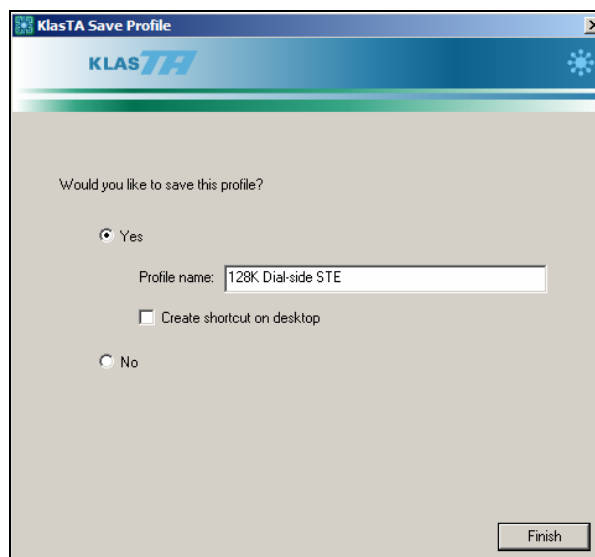 KlasTA Save Profile
KLASTA
Would you like to save this profile?
Yes
Profile name: 128K Dial-side STE
Create shortcut on desktop
No
Finish